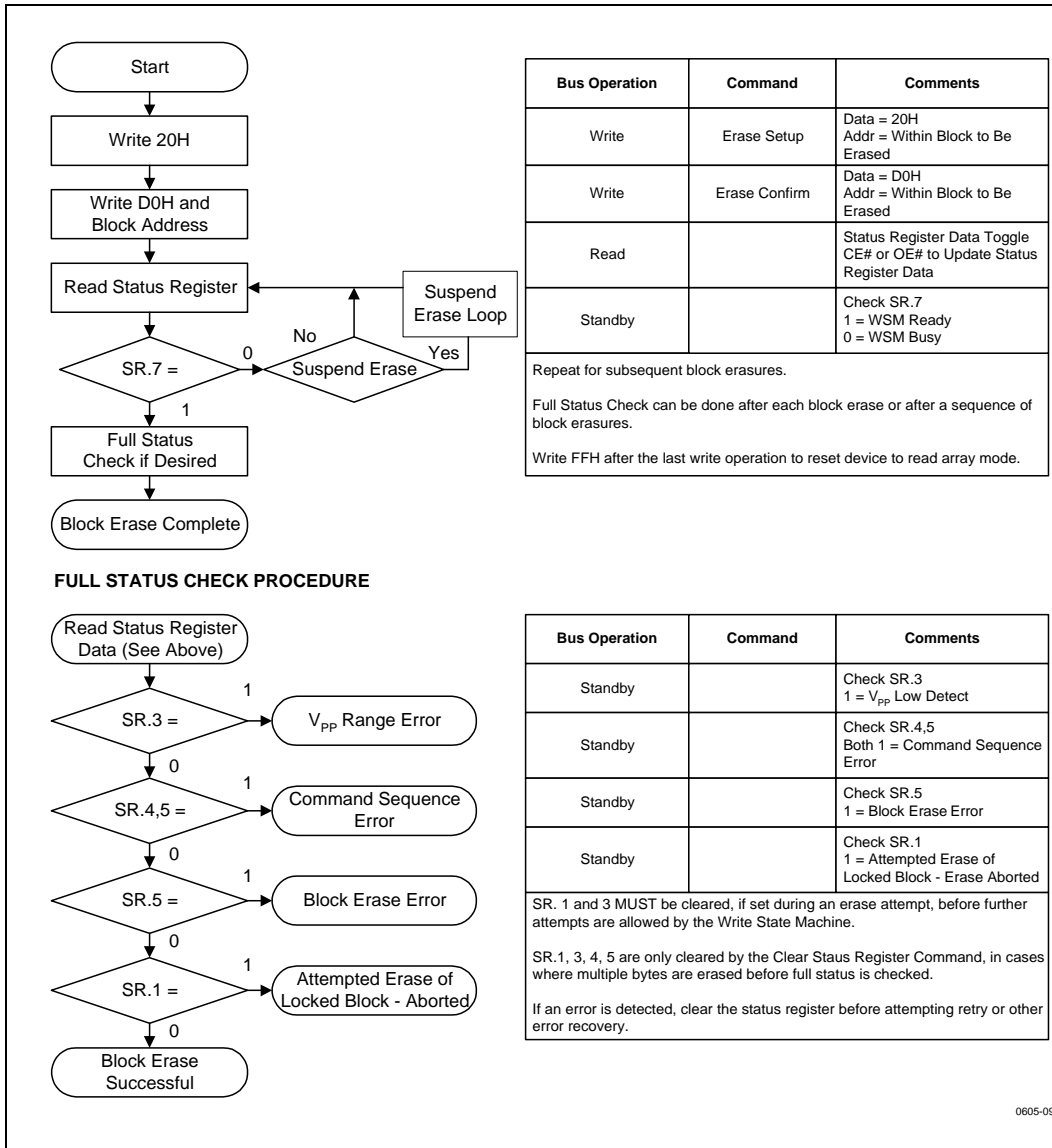 Start
Write 20H
Write D0H and
Block Address
Read Status Register
Suspend
Erase Loop
No
Yes
0
SR.7 =
Suspend Erase
1
Full Status
Check if Desired
Block Erase Complete
Bus Operation Command Comments
Write Erase Setup Data = 20H
Addr = Within Block to Be
Erased
Write Erase Confirm Data = D0H
Addr = Within Block to Be
Erased
Read Status Register Data Toggle
CE# or OE# to Update Status
Register Data
Standby Check SR.7
1 = WSM Ready
0 = WSM Busy
Repeat for subsequent block erasures.
Full Status Check can be done after each block erase or after a sequence of
block erasures.
Write FFH after the last write operation to reset device to read array mode.
FULL STATUS CHECK PROCEDURE
Read Status Register
Data (See Above)
1
SR.3 =
VPP Range Error
0
1
SR.4,5 =
Command Sequence
Error
0
1
SR.5 =
Block Erase Error
0
1
SR.1 =
Attempted Erase of
Locked Block - Aborted
0
Block Erase
Successful
Bus Operation Command Comments
Standby Check SR.3
1 = VPP Low Detect
Standby Check SR.4,5
Both 1 = Command Sequence
Error
Standby Check SR.5
1 = Block Erase Error
Standby Check SR.1
1 = Attempted Erase of
Locked Block - Erase Aborted
SR. 1 and 3 MUST be cleared, if set during an erase attempt, before further
attempts are allowed by the Write State Machine.
SR.1, 3, 4, 5 are only cleared by the Clear Staus Register Command, in cases
where multiple bytes are erased before full status is checked.
If an error is detected, clear the status register before attempting retry or other
error recovery.
0605-09